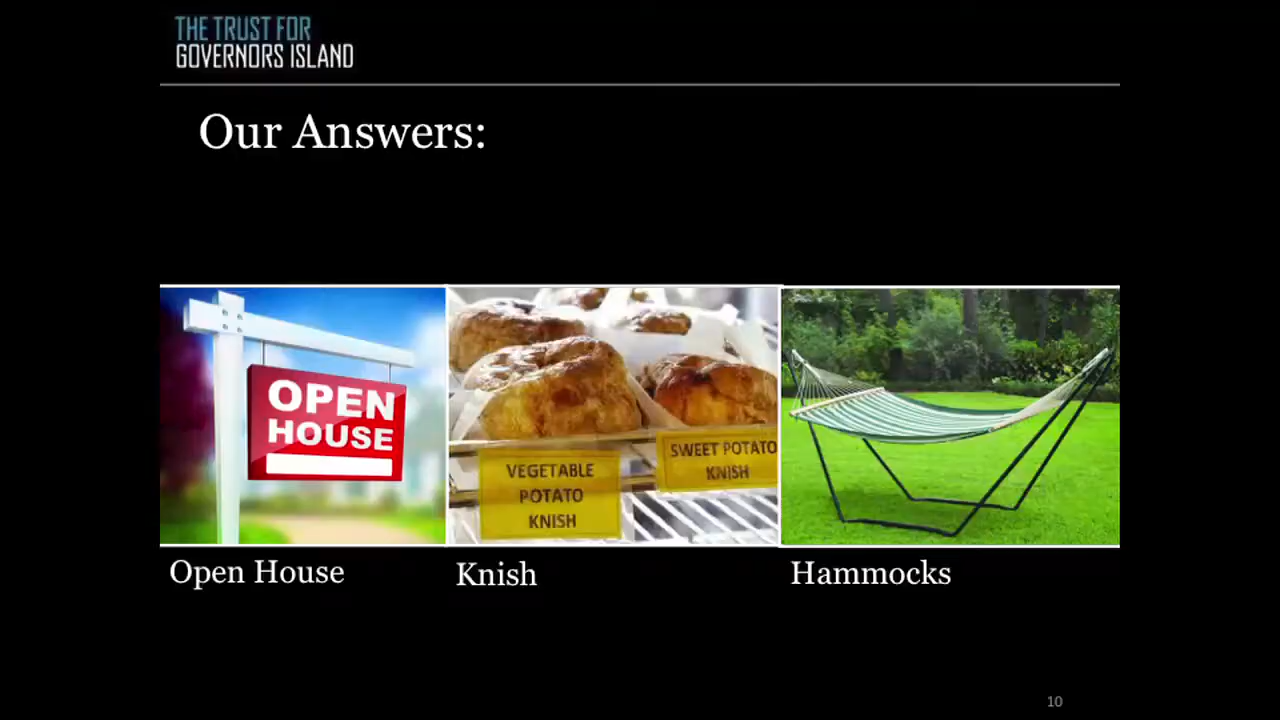 THE TRUST FOR
GOVERNORS ISLAND
Our Answers:
OPEN
HOUSE
VEGETABLE
POTATO
KNISH
SWEET POTATO
KNISH
Open House
Knish
Hammocks
10